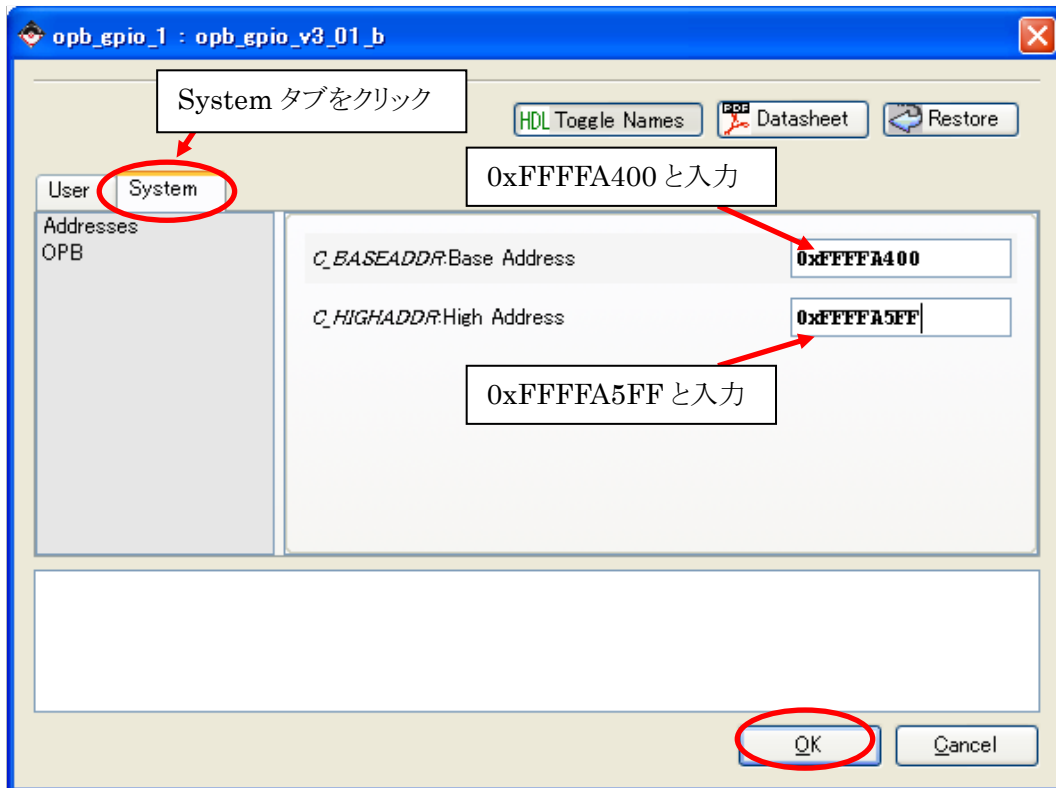 opb_gpio_1 : opb_gpio_v3_01_b
System タブをクリック
HDL Toggle Names
PDF Datasheet
Restore
0xFFFFA400 と入力
User
System
Addresses
OPB
C_BASEADDR:Base Address
0xFFFFA400
C_HIGHADDR:High Address
0xFFFFA5FF
0xFFFFA5FF と入力
OK
Cancel